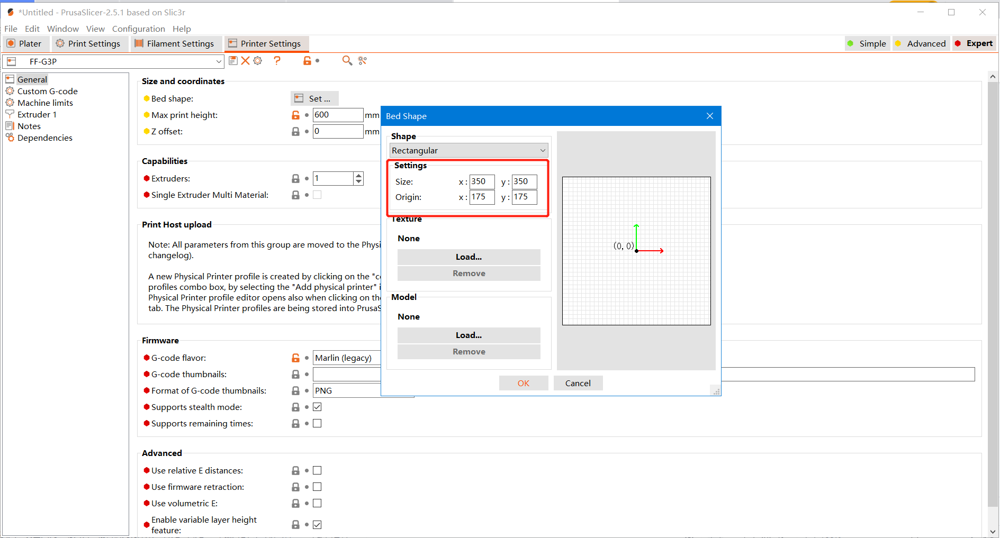 *Untitled - PrusaSlicer-2.5.1 based on Slic3r
File Edit Window View Configuration Help
Plater Print Settings Filament Settings Printer Settings Simple Advanced Expert
FF-G3P
General
Custom G-code
Machine limits
Extruder 1
Notes
Dependencies
Size and coordinates
Bed shape: Set ...
Max print height: 600 mm
Z offset: 0 mm
Capabilities
Extruders: 1
Single Extruder Multi Material:
Print Host upload
Note: All parameters from this group are moved to the Physi
changelog).
A new Physical Printer profile is created by clicking on the "c
profiles combo box, by selecting the "Add physical printer" i
Physical Printer profile editor opens also when clicking on the
tab. The Physical Printer profiles are being stored into PrusaS
Firmware
G-code flavor: Marlin (legacy)
G-code thumbnails:
Format of G-code thumbnails: PNG
Supports stealth mode:
Supports remaining times:
Advanced
Use relative E distances:
Use firmware retraction:
Use volumetric E:
Enable variable layer height
feature:
Bed Shape
Shape
Rectangular
Settings
Size: x : 350 y : 350
Origin: x : 175 y : 175
Texture
None
Load...
Remove
Model
None
Load...
Remove
(0, 0)
OK Cancel